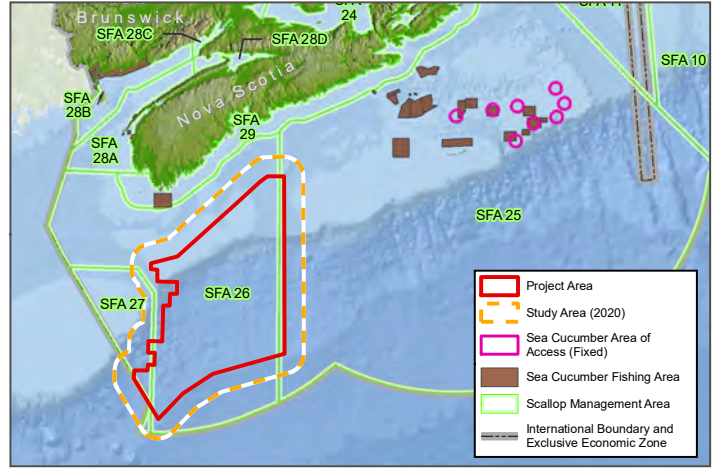 New
Brunswick
SFA 28C
SFA
24
SFA 28D
SFA 10
Nova Scotia
SFA
28B
SFA
29
SFA
28A
SFA 25
SFA 27
SFA 26
Project Area
Study Area (2020)
Sea Cucumber Area of
Access (Fixed)
Sea Cucumber Fishing Area
Scallop Management Area
International Boundary and
Exclusive Economic Zone